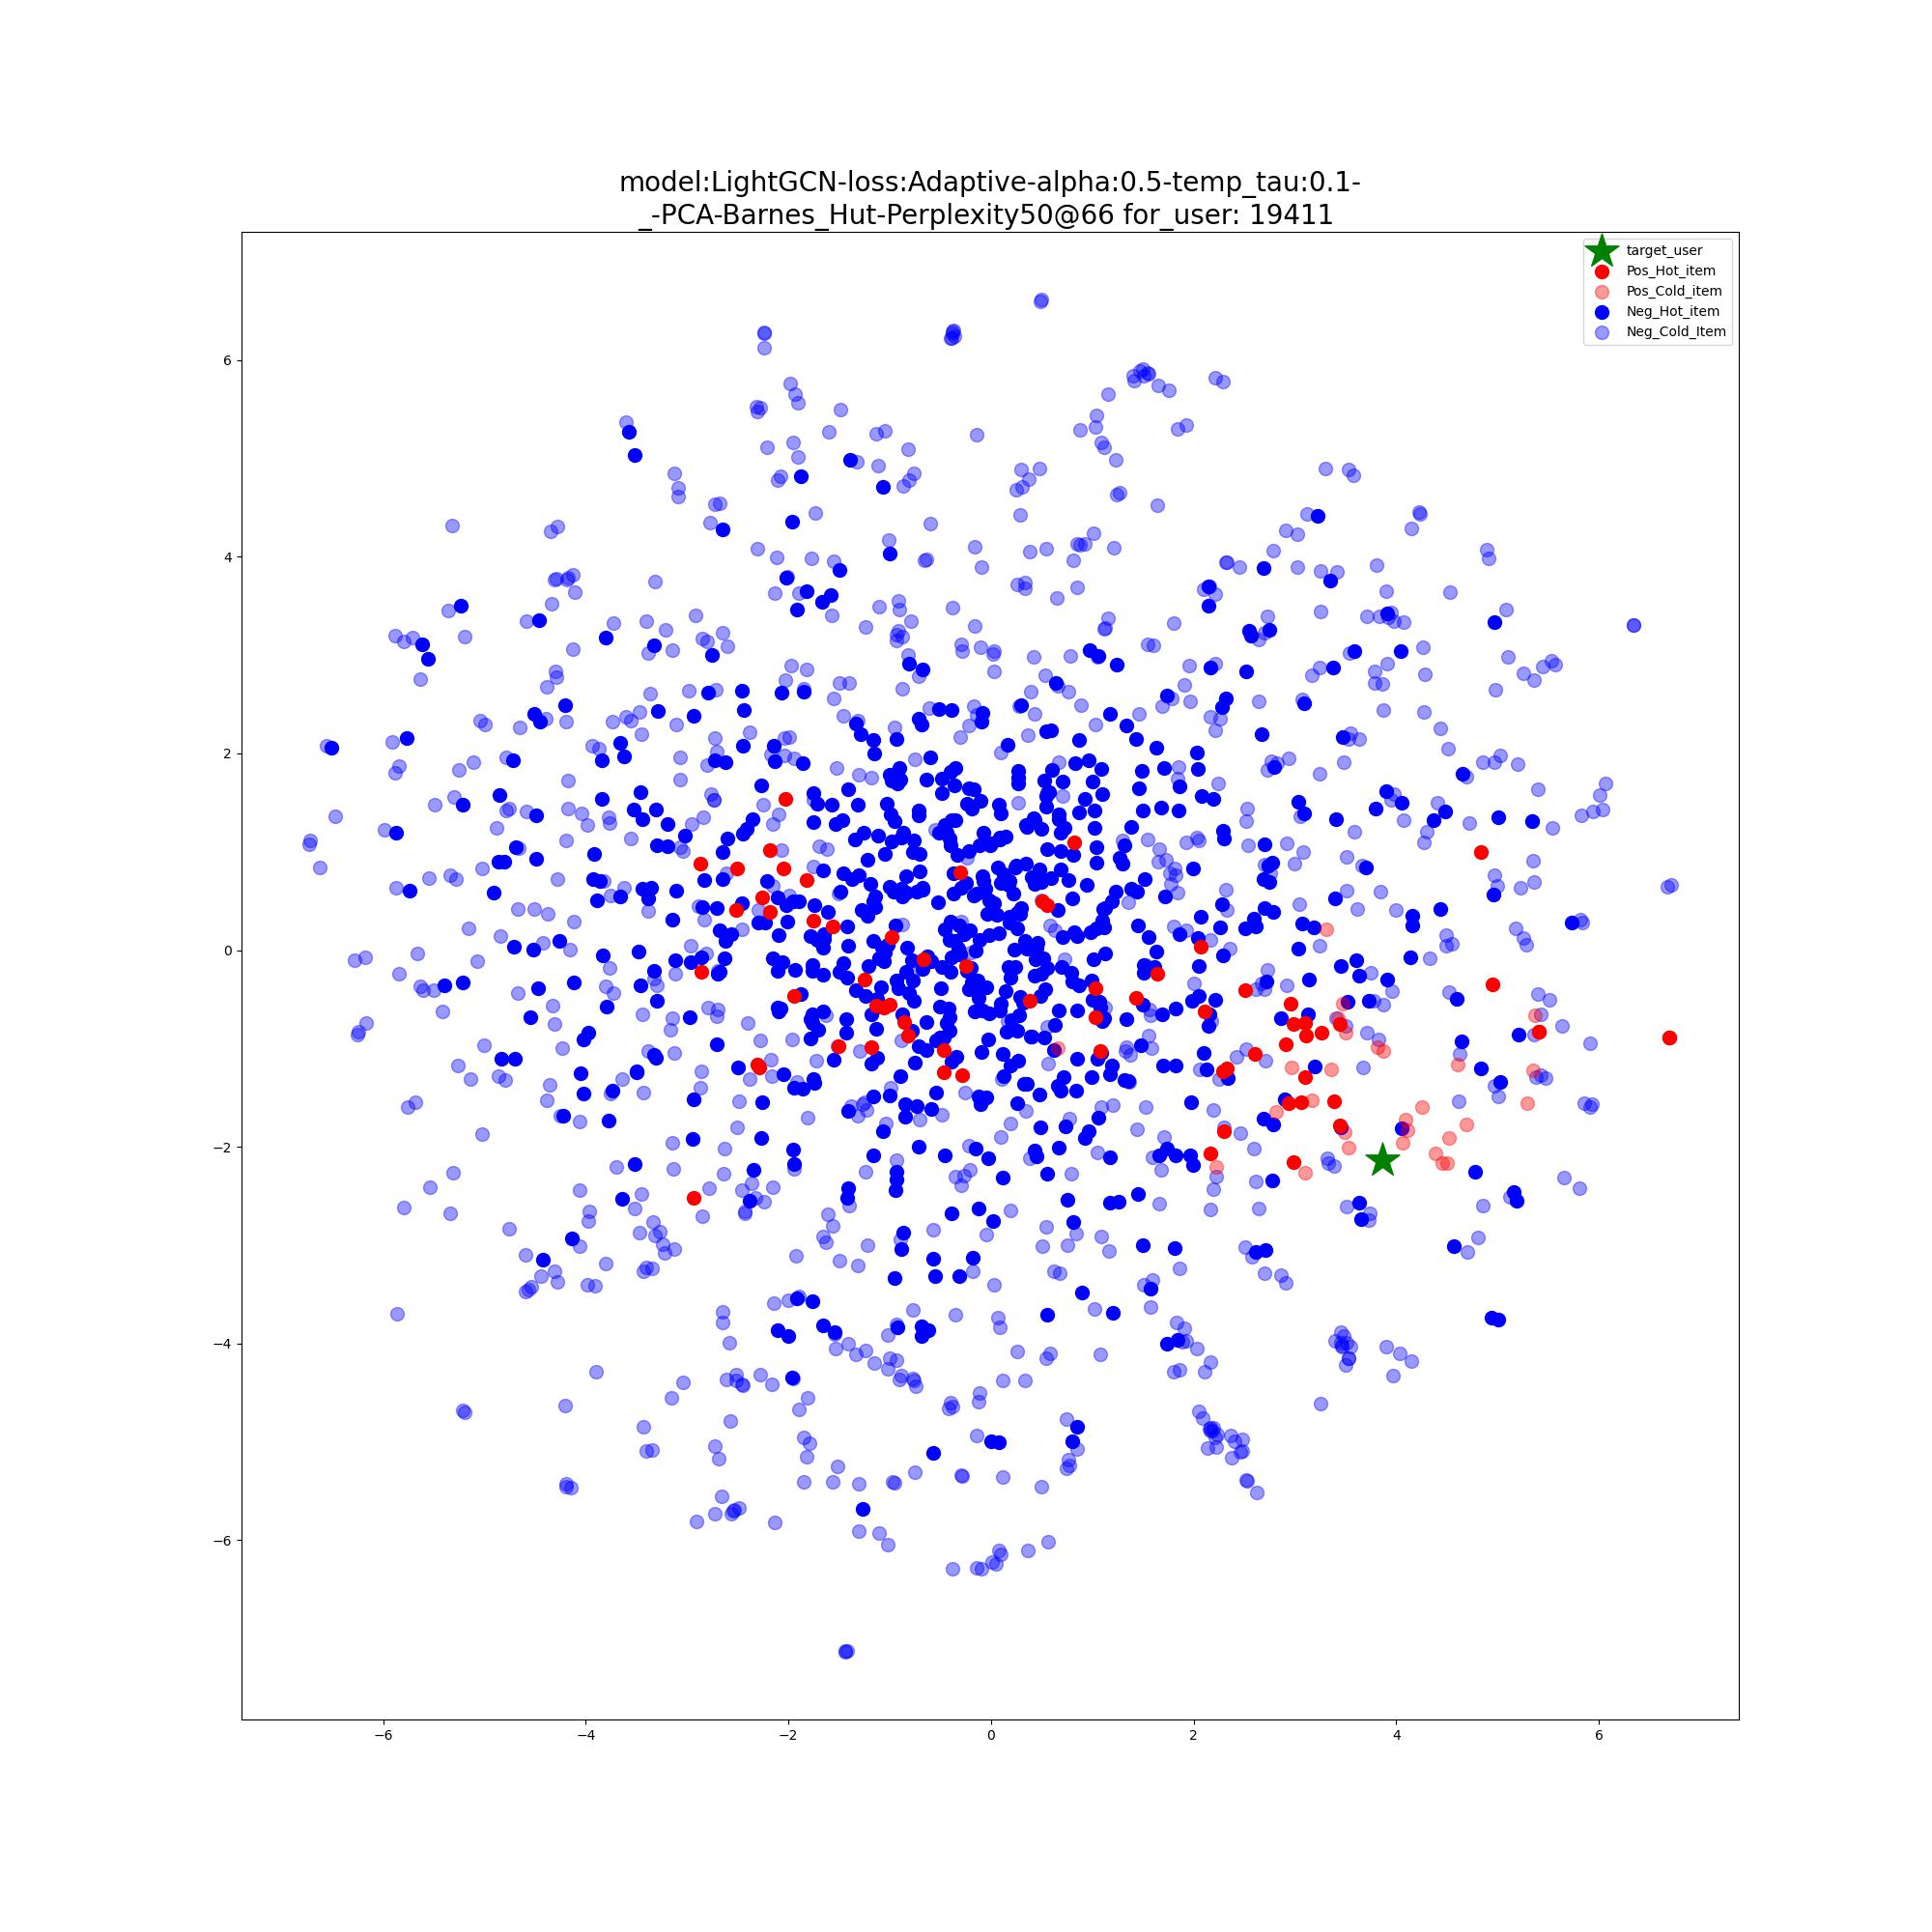 model:LightGCN-loss:Adaptive-alpha:0.5-temp_tau:0.1-
_-PCA-Barnes_Hut-Perplexity50@66 for_user: 19411
target_user
Pos_Hot_item
Pos_Cold_item
Neg_Hot_item
Neg_Cold_Item
6
4
2
0
−2
−4
−6
−6 −4 −2 0 2 4 6